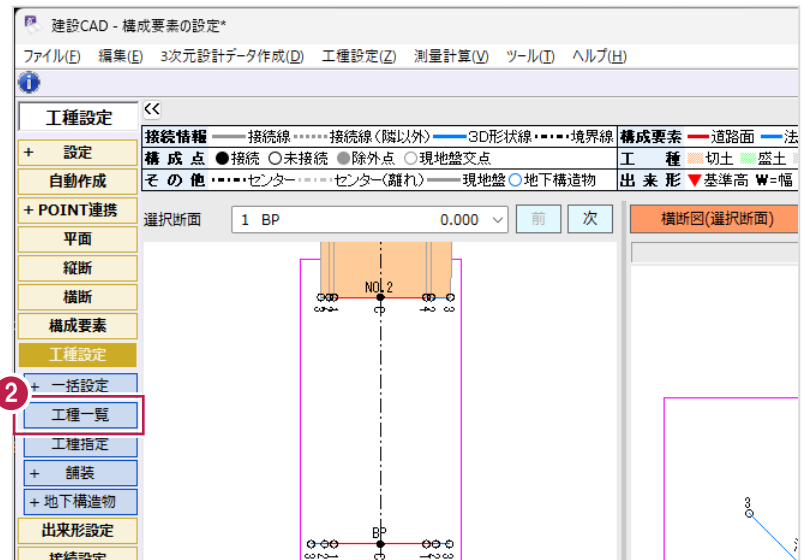 建設CAD - 構成要素の設定*
ファイル(F) 編集(E) 3次元設計データ作成(D) 工種設定(Z) 測量計算(V) ツール(T) ヘルプ(H)
工種設定
+ 設定
自動作成
+ POINT連携
平面
縦断
横断
構成要素
工種設定
+ 一括設定
2
工種一覧
工種指定
+ 舗装
+ 地下構造物
出来形設定
接続設定
<<
接続情報 接続線 接続線(隣以外) 3D形状線 境界線 構成要素 道路面 法
構成点 接続 未接続 除外点 現地盤交点 工種 切土 盛土
その他 センター センター(離れ) 現地盤 地下構造物 出来形 基準高 W=幅
選択断面 1 BP 0.000 前 次
横断図(選択断面)
NO.2
BP
3